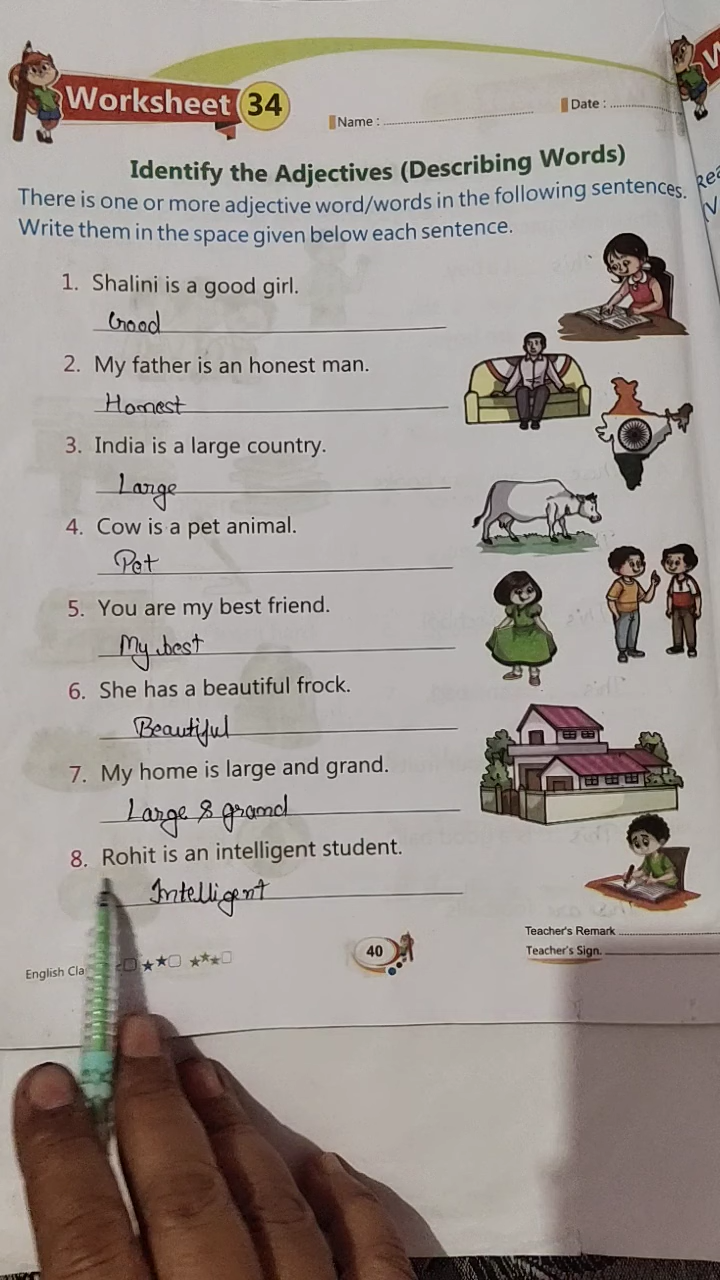 Worksheet 34
Name : Date :
Identify the Adjectives (Describing Words)
There is one or more adjective word/words in the following sentences.
Write them in the space given below each sentence.
1. Shalini is a good girl.
Good
2. My father is an honest man.
Honest
3. India is a large country.
Large
4. Cow is a pet animal.
Pet
5. You are my best friend.
My best
6. She has a beautiful frock.
Beautiful
7. My home is large and grand.
Large & grand
8. Rohit is an intelligent student.
Intelligent
Teacher's Remark
English Cla 40 Teacher's Sign.